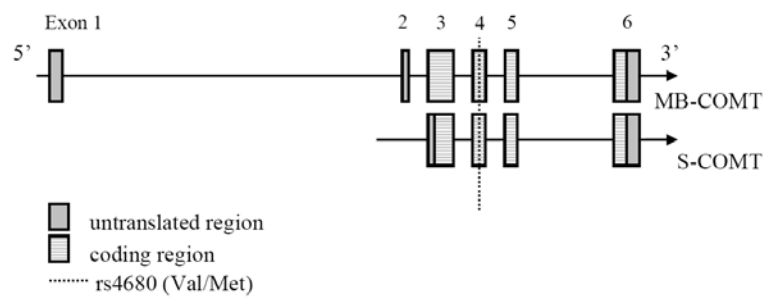 Exon 1 2 3 4 5 6
5’ 3’
MB-COMT
S-COMT
untranslated region
coding region
rs4680 (Val/Met)